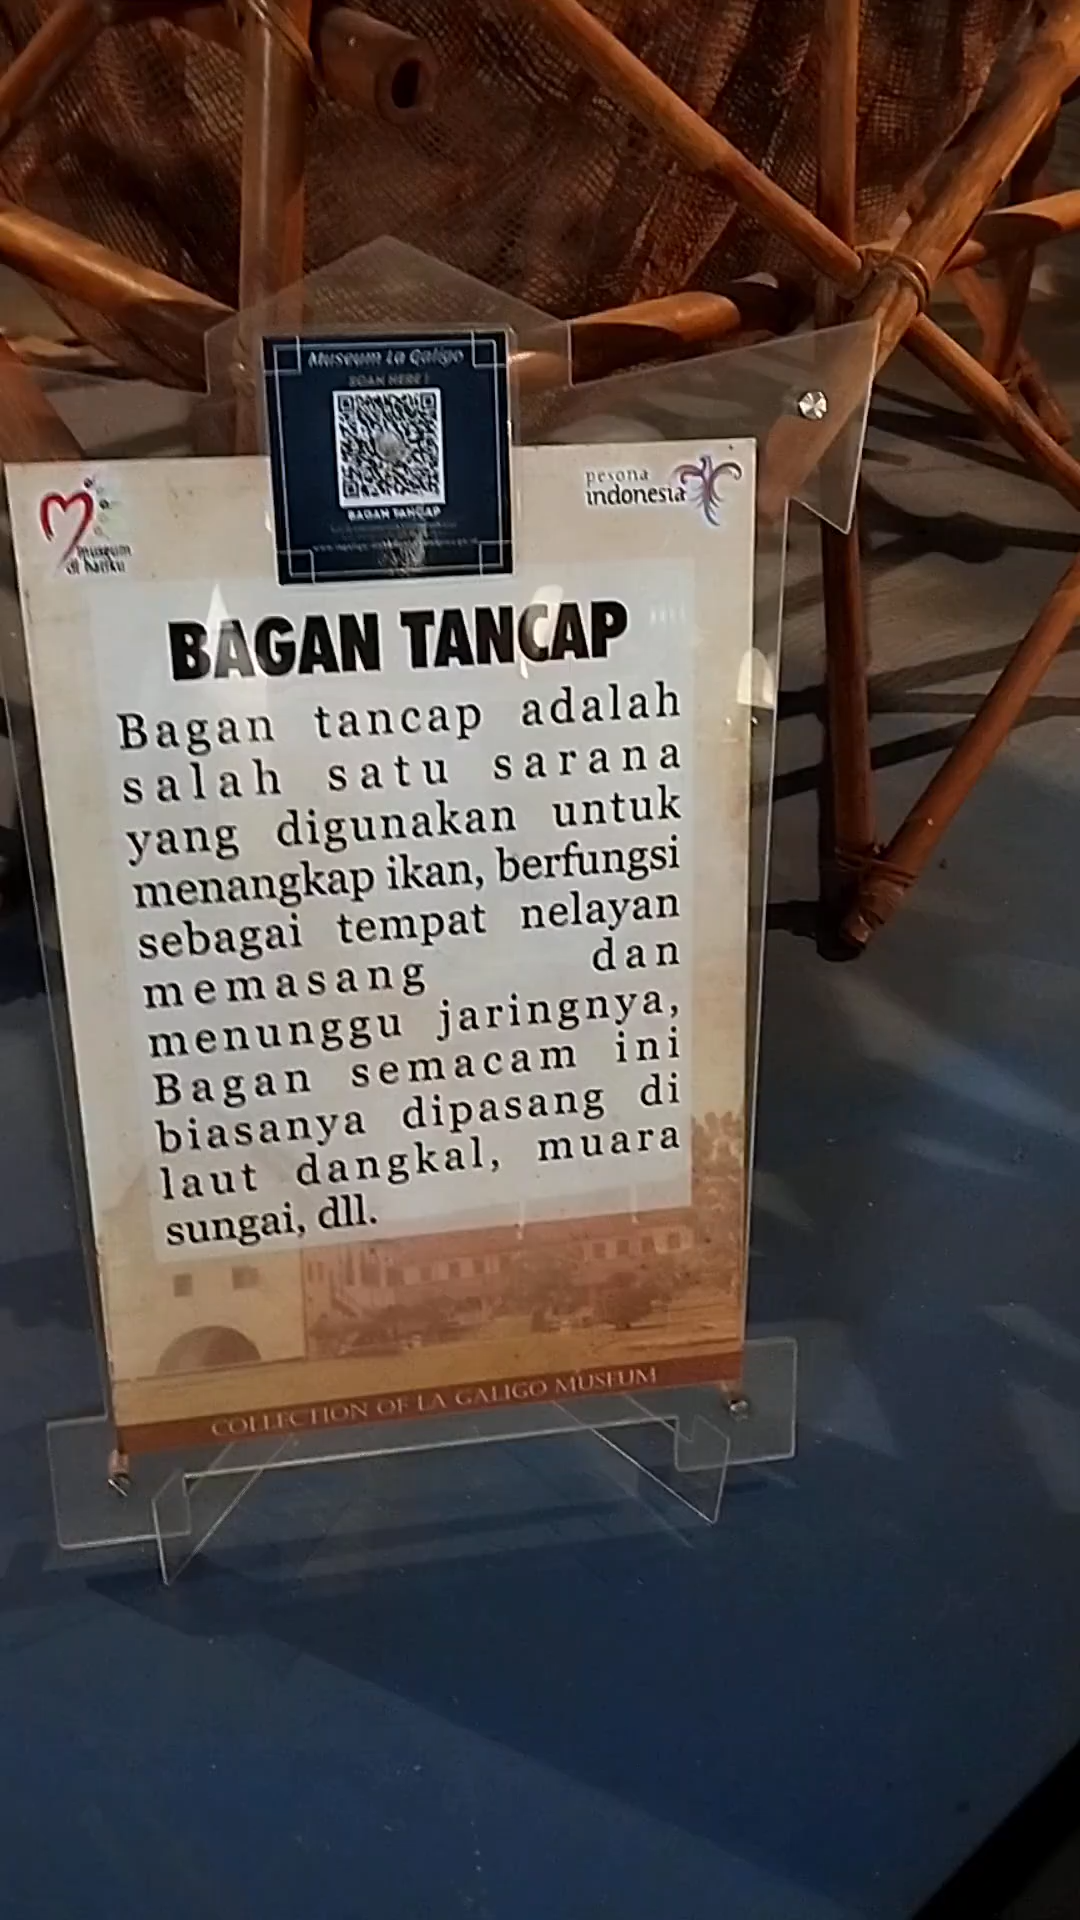 Museum La Galigo
SCAN HERE !
BAGAN TANCAP
museum
di hatiku
pesona
indonesia
BAGAN TANCAP
Bagan tancap adalah
salah satu sarana
yang digunakan untuk
menangkap ikan, berfungsi
sebagai tempat nelayan
memasang dan
menunggu jaringnya,
Bagan semacam ini
biasanya dipasang di
laut dangkal, muara
sungai, dll.
COLLECTION OF LA GALIGO MUSEUM